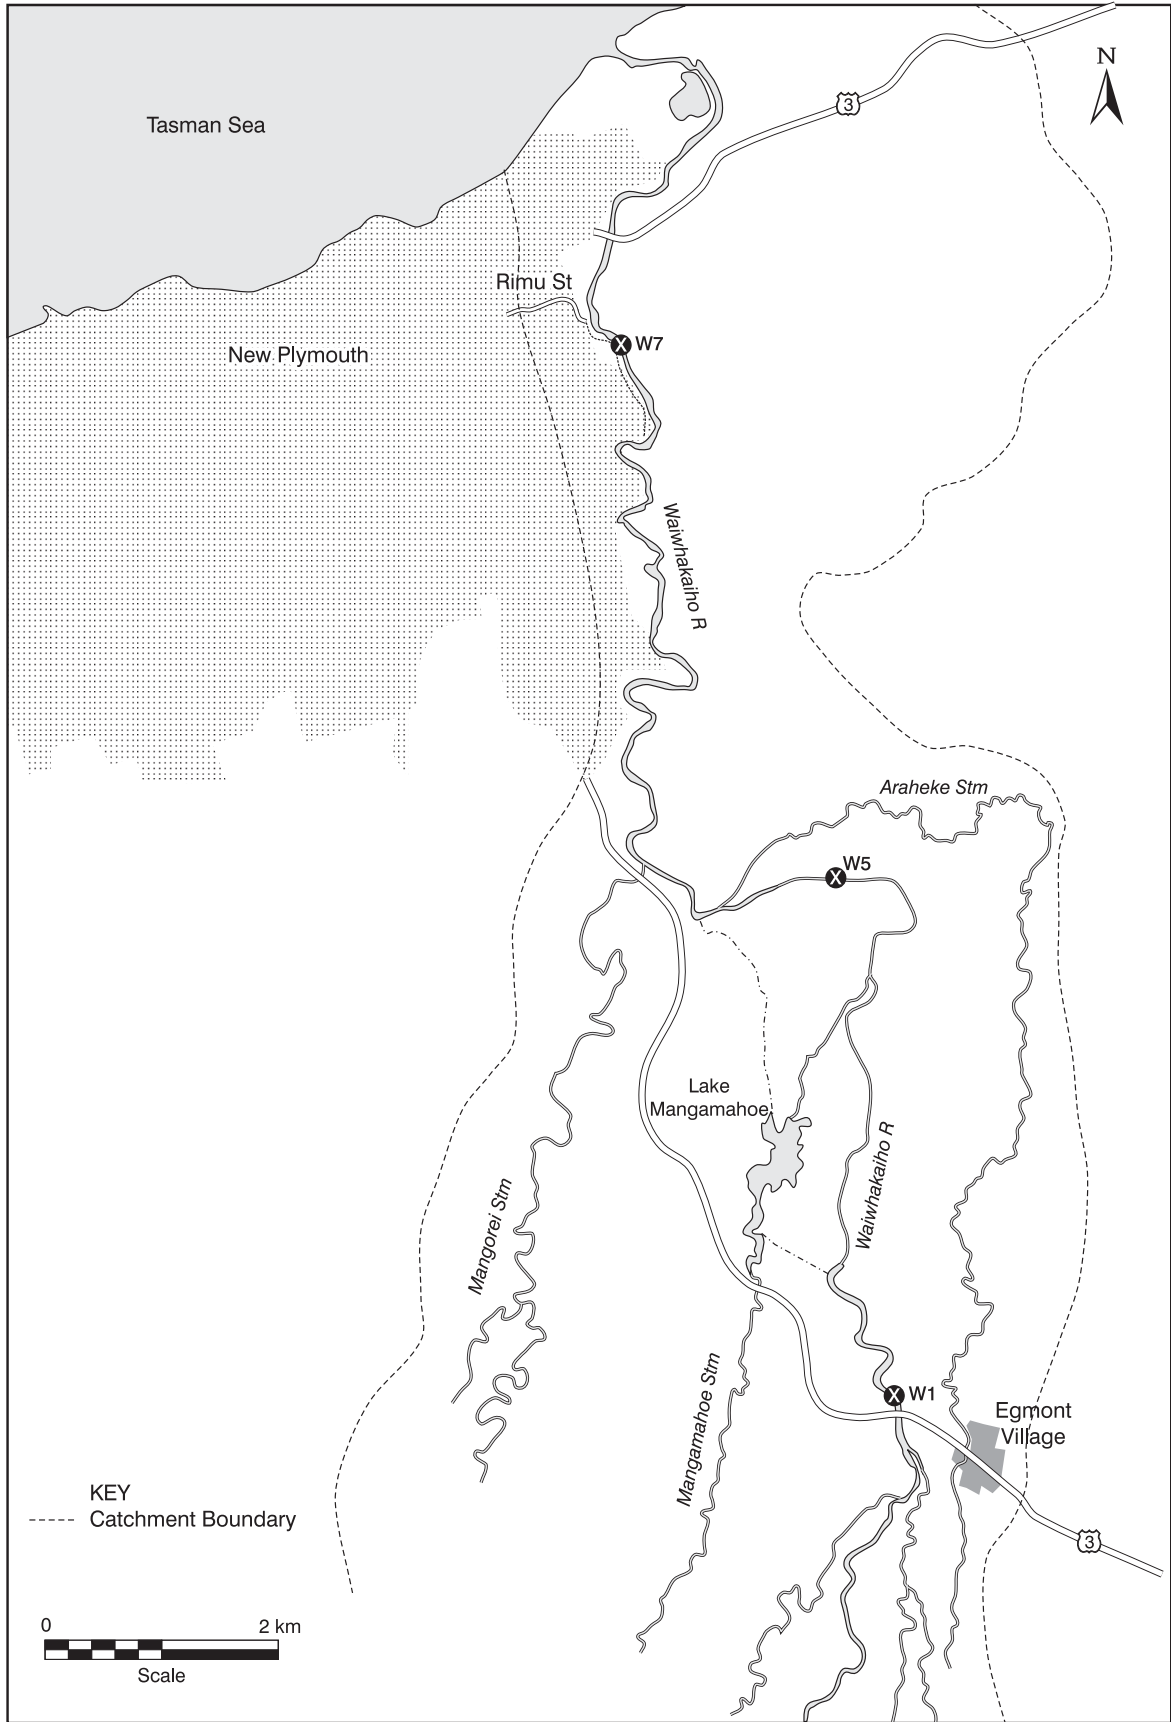 N
3
Tasman Sea
Rimu St
W7
New Plymouth
Waiwhakaiho R
Araheke Stm
W5
Lake
Mangamahoe
Waiwhakaiho R
Mangorei Stm
Mangamahoe Stm
W1
Egmont
Village
KEY
Catchment Boundary
3
0 2 km
Scale